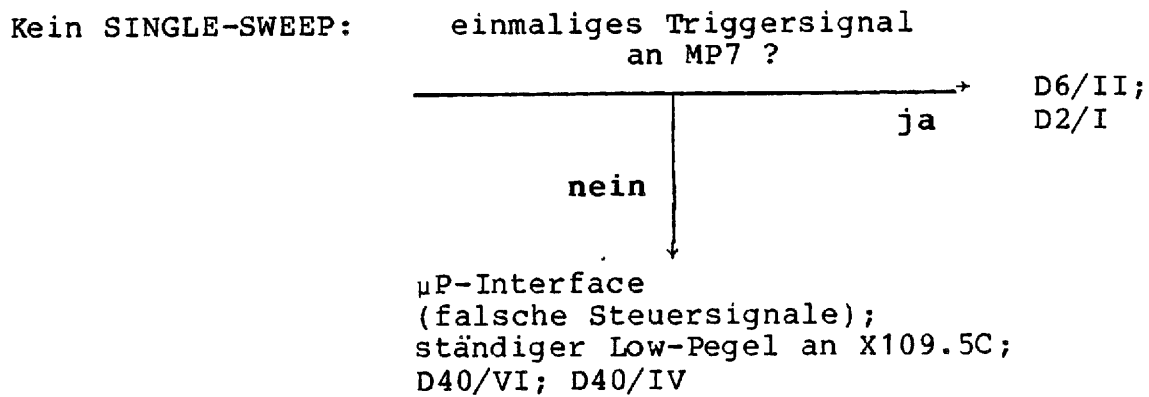 Kein SINGLE-SWEEP: einmaliges Triggersignal
an MP7 ?
D6/II;
ja D2/I
nein
µP-Interface
(falsche Steuersignale);
ständiger Low-Pegel an X109.5C;
D40/VI; D40/IV